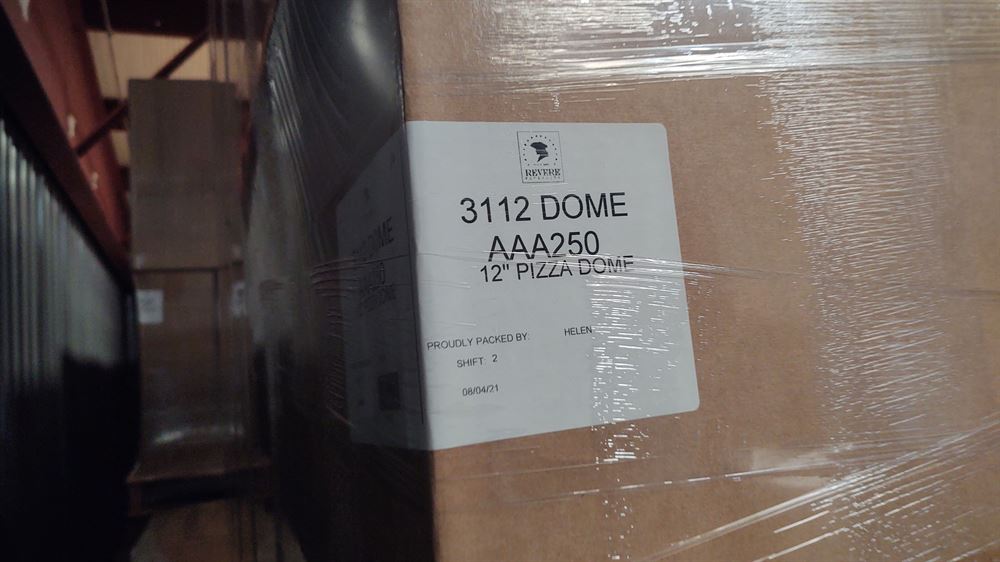 REVERE
3112 DOME
AAA250
12" PIZZA DOME
PROUDLY PACKED BY: HELEN
SHIFT: 2
08/04/21